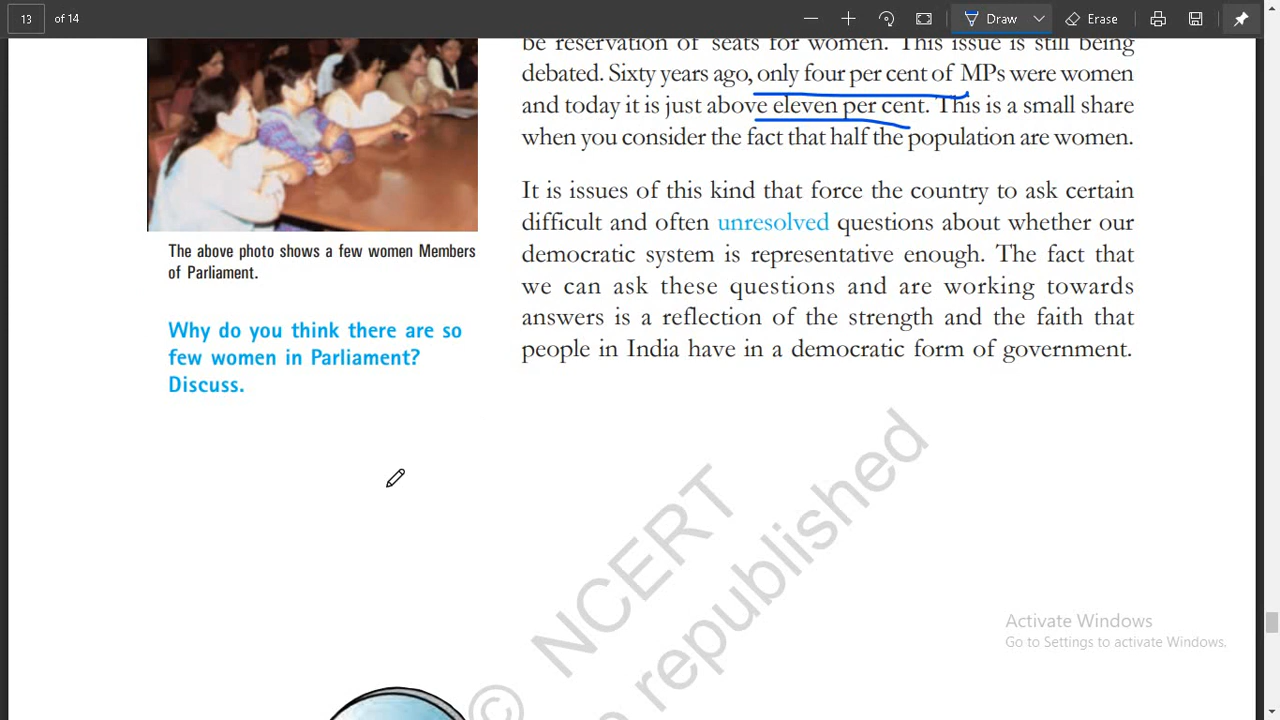 13 of 14 Draw Erase
be reservation of seats for women. This issue is still being
debated. Sixty years ago, only four per cent of MPs were women
and today it is just above eleven per cent. This is a small share
when you consider the fact that half the population are women.
It is issues of this kind that force the country to ask certain
difficult and often unresolved questions about whether our
democratic system is representative enough. The fact that
we can ask these questions and are working towards
answers is a reflection of the strength and the faith that
people in India have in a democratic form of government.
The above photo shows a few women Members
of Parliament.
Why do you think there are so
few women in Parliament?
Discuss.
© NCERT
republished
Activate Windows
Go to Settings to activate Windows.